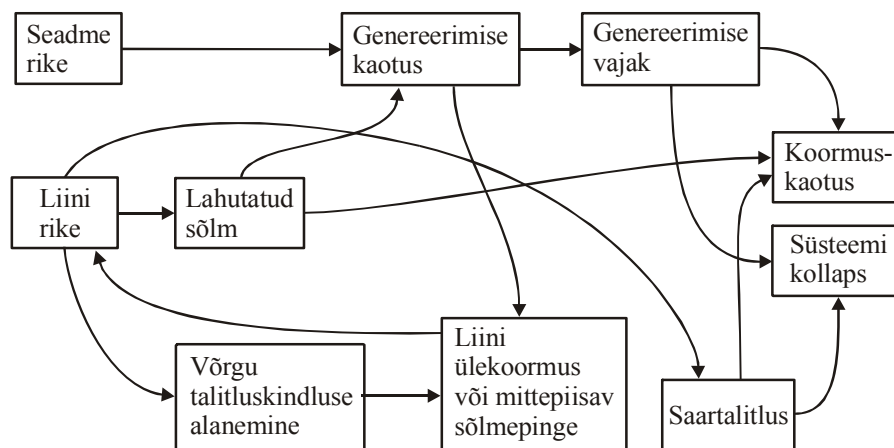 Seadme
rike
Genereerimise
kaotus
Genereerimise
vajak
Koormus-
kaotus
Liini
rike
Lahutatud
sõlm
Süsteemi
kollaps
Võrgu
talitluskindluse
alanemine
Liini
ülekoormus
või mittepiisav
sõlmepinge
Saartalitlus